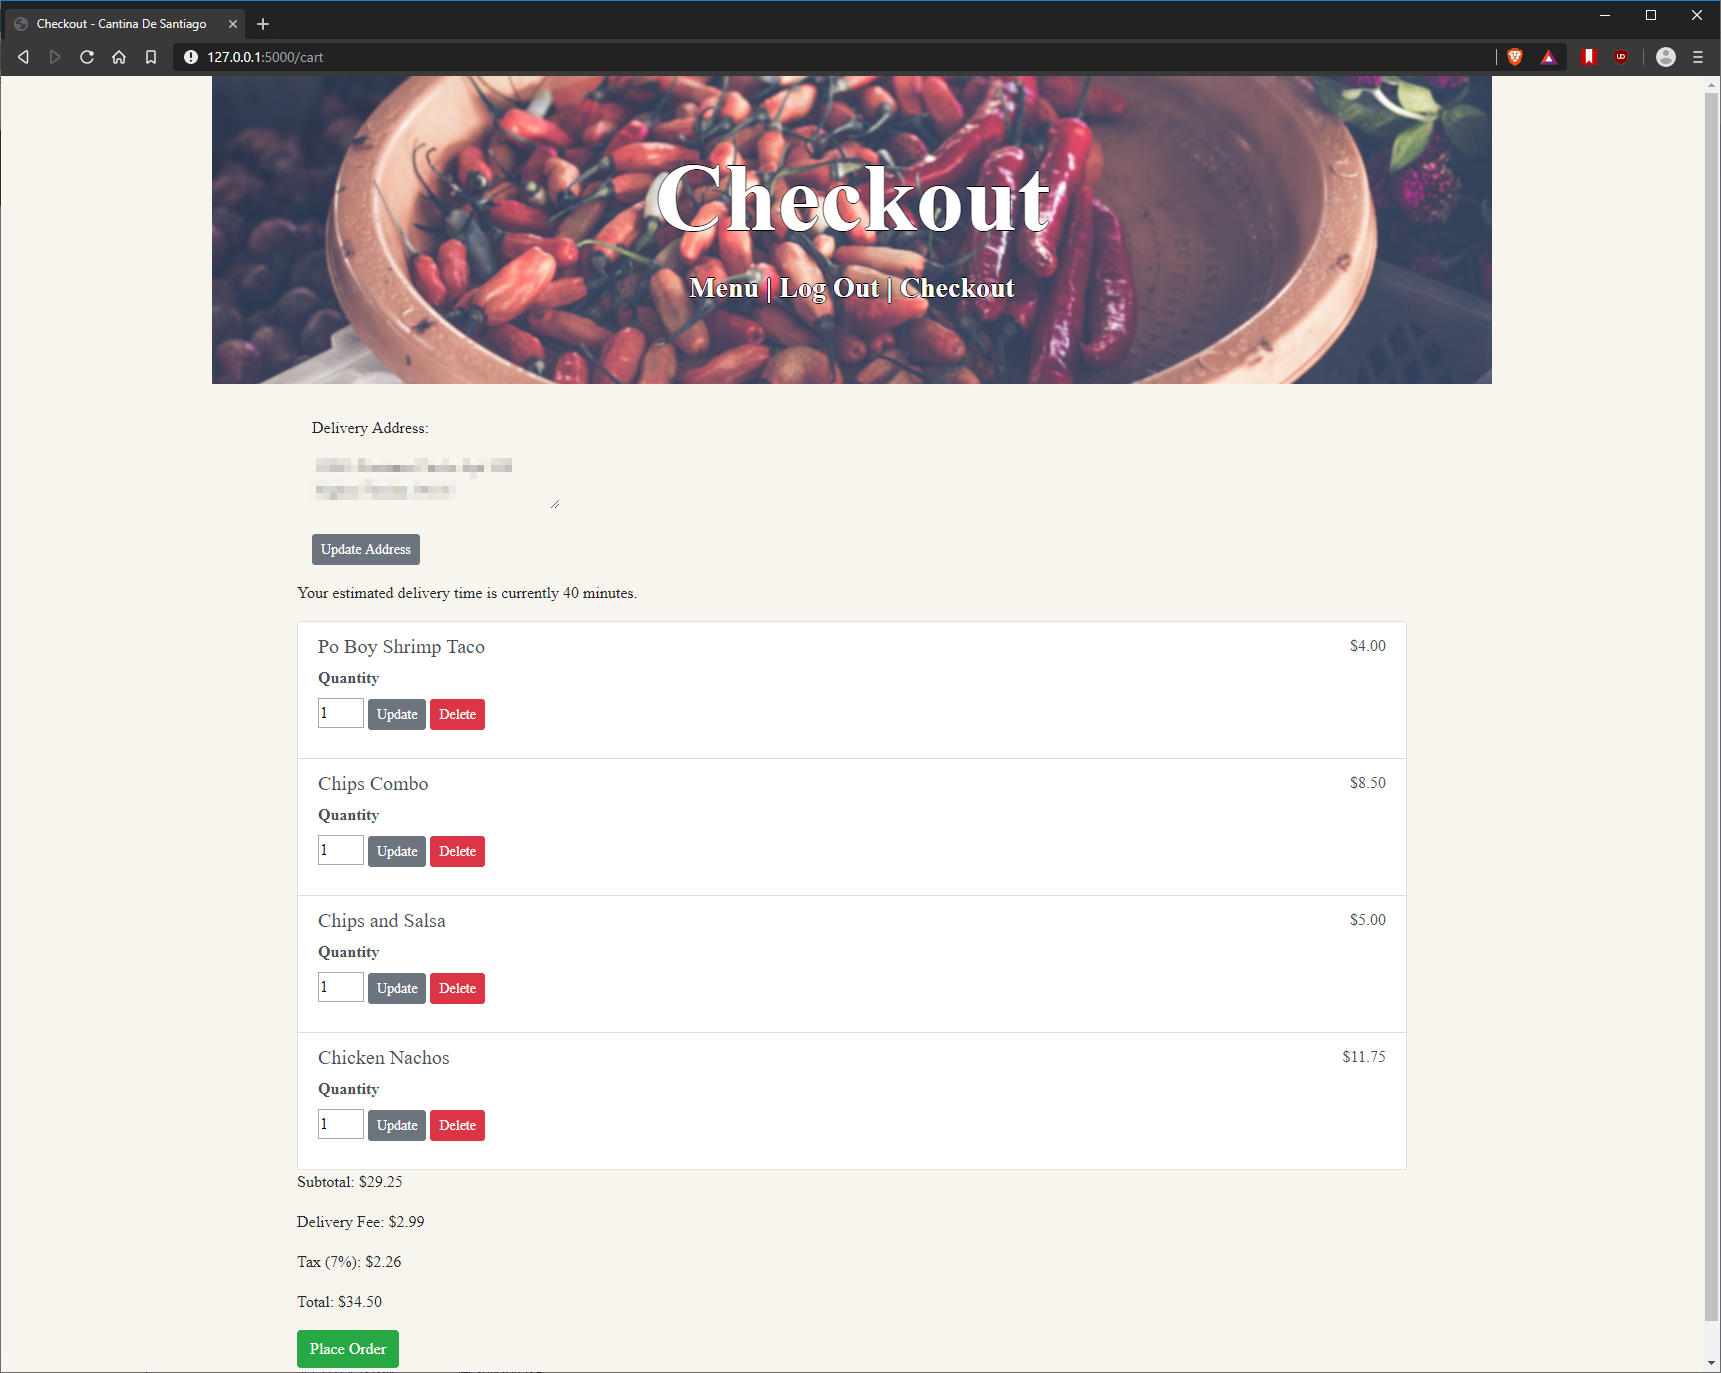 Checkout - Cantina De Santiago
127.0.0.1:5000/cart
Checkout
Menu | Log Out | Checkout
Delivery Address:
Update Address
Your estimated delivery time is currently 40 minutes.
Po Boy Shrimp Taco $4.00
Quantity
1 Update Delete
Chips Combo $8.50
Quantity
1 Update Delete
Chips and Salsa $5.00
Quantity
1 Update Delete
Chicken Nachos $11.75
Quantity
1 Update Delete
Subtotal: $29.25
Delivery Fee: $2.99
Tax (7%): $2.26
Total: $34.50
Place Order